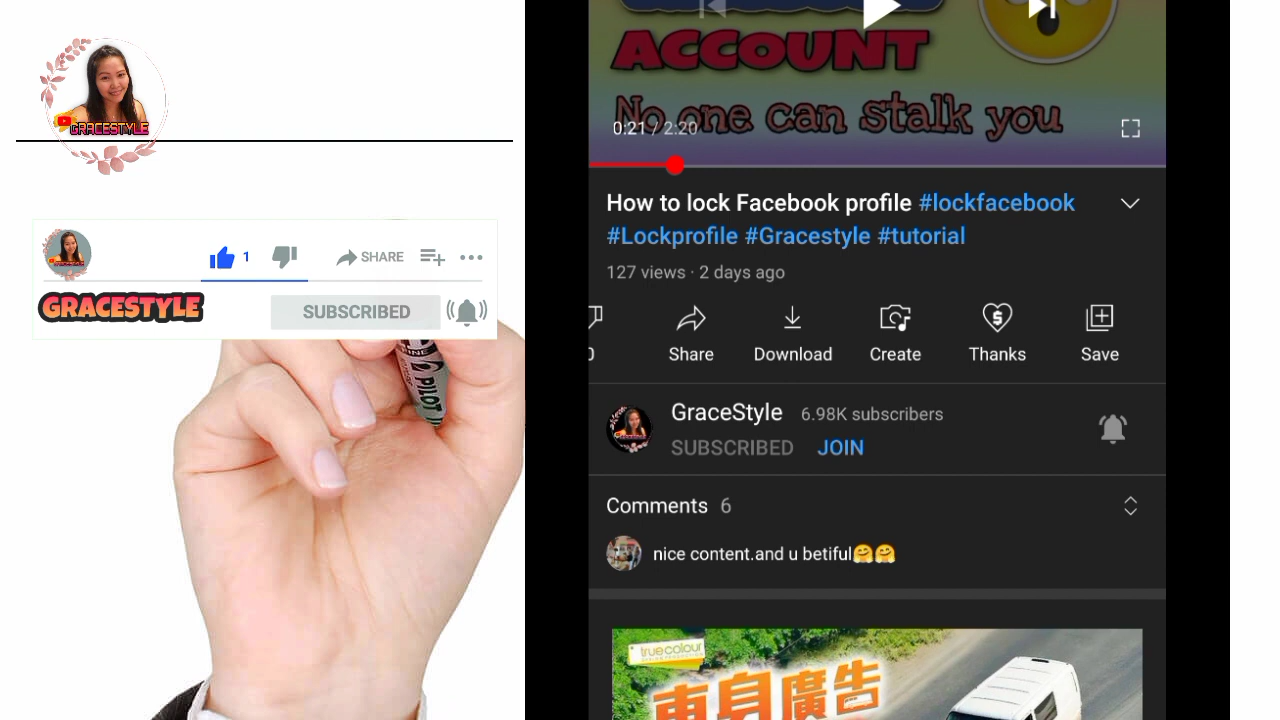 GRACESTYLE
1
SHARE
GRACESTYLE
SUBSCRIBED
PILOT
ACCOUNT
No one can stalk you
0:21 / 2:20
How to lock Facebook profile #lockfacebook
#Lockprofile #Gracestyle #tutorial
127 views · 2 days ago
Share
Download
Create
Thanks
Save
GraceStyle 6.98K subscribers
SUBSCRIBED JOIN
Comments 6
nice content.and u betiful🤗🤗
truecolour
車身廣告